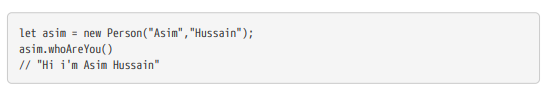 let asim = new Person("Asim","Hussain");
asim.whoAreYou()
// "Hi i'm Asim Hussain"